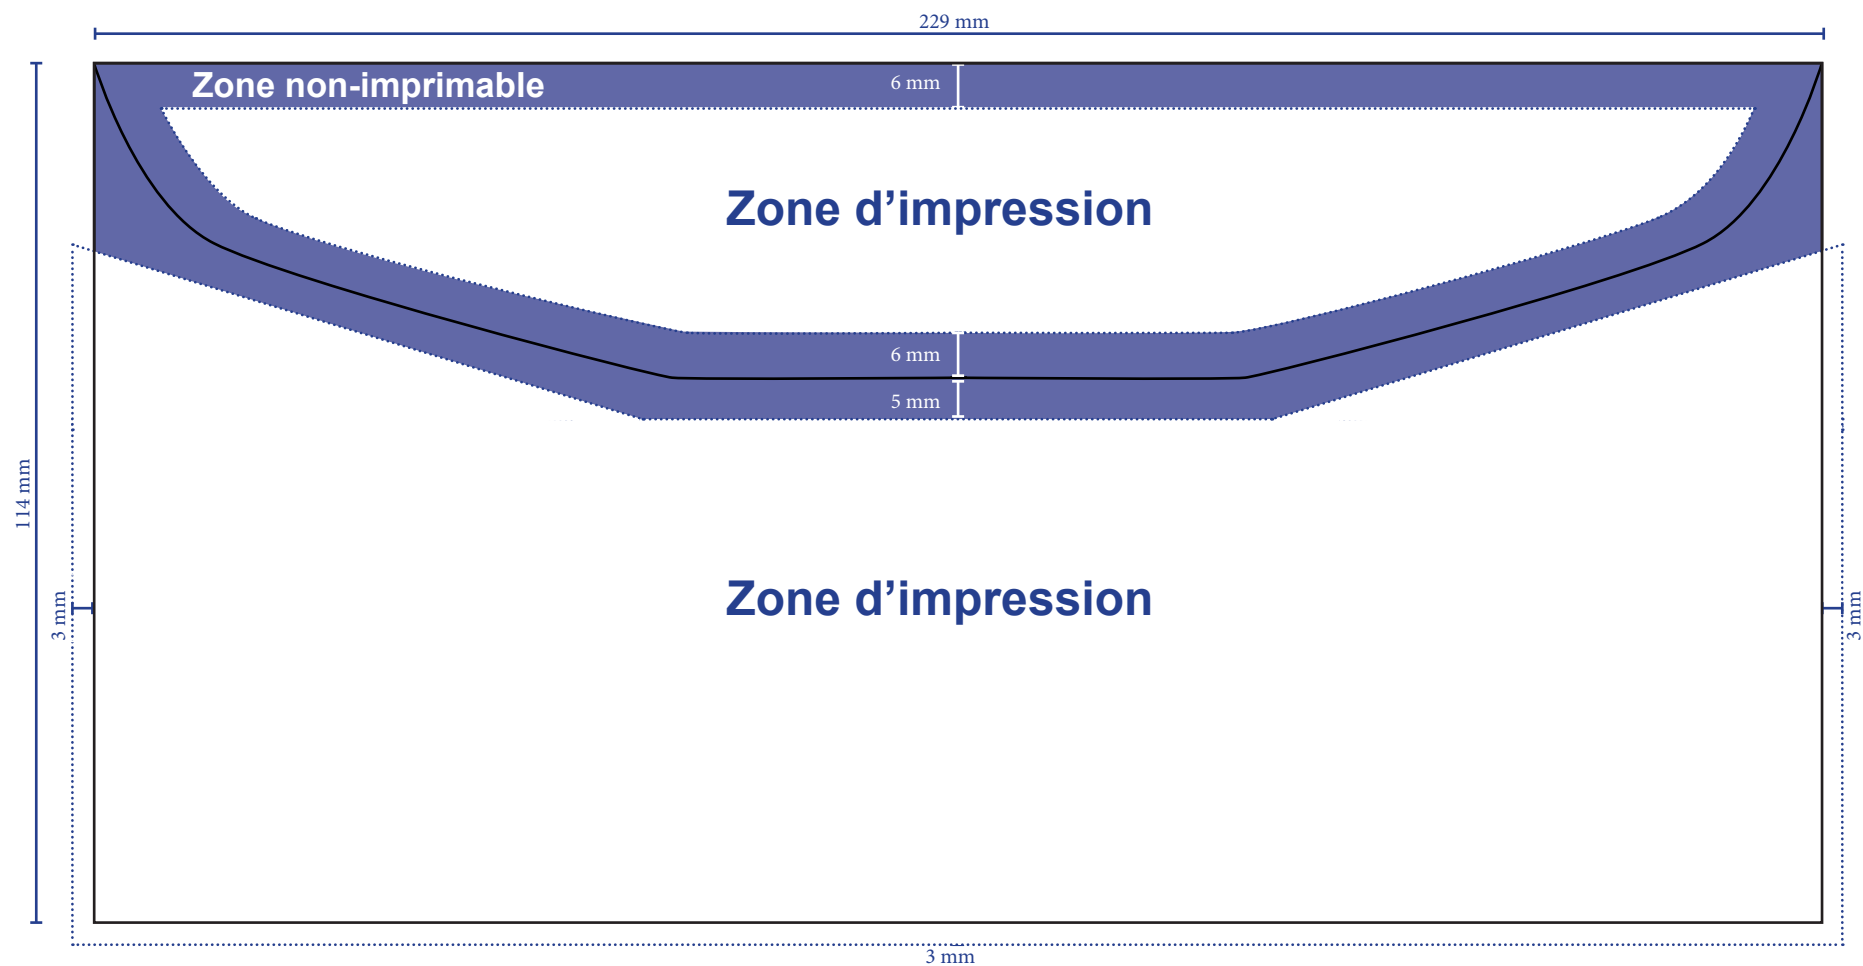 229 mm
Zone non-imprimable
6 mm
Zone d’impression
6 mm
5 mm
114 mm
Zone d’impression
3 mm
3 mm
3 mm